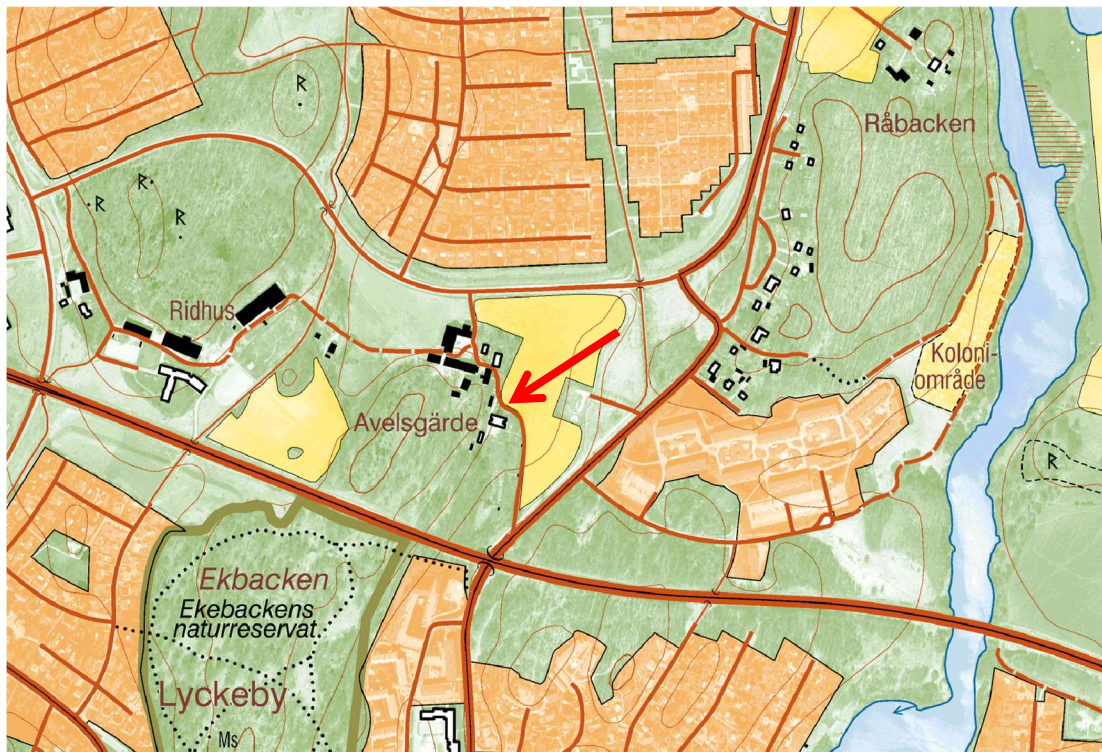 R
Råbacken
R
R
R
Ridhus
Koloni-
område
Avelsgärde
R
Ekbacken
Ekebackens
naturreservat
Lyckeby
Ms